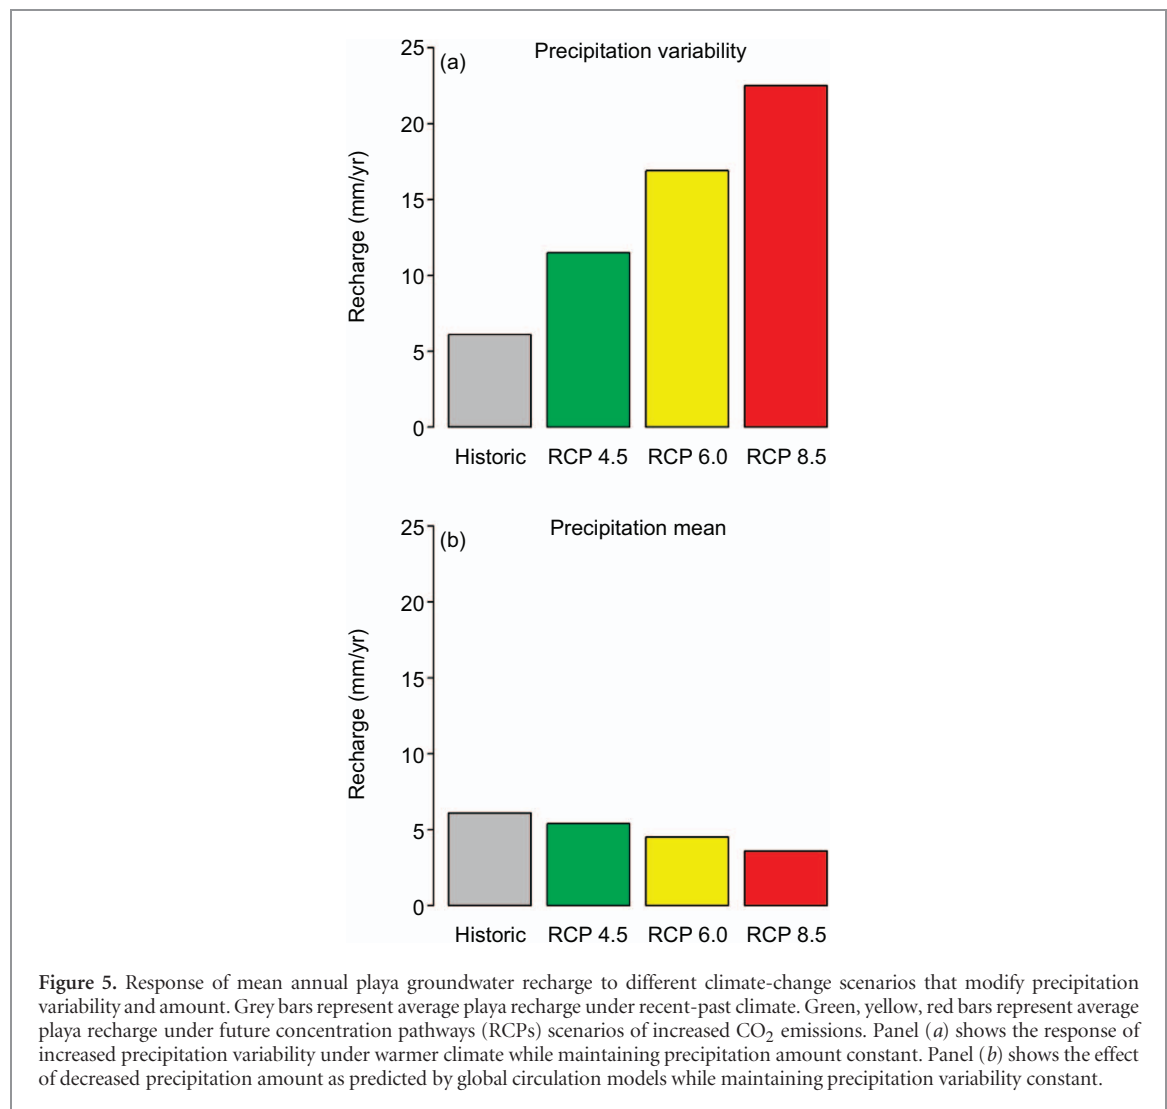 Precipitation variability
(a)
25
20
15
10
5
0
Recharge (mm/yr)
Historic RCP 4.5 RCP 6.0 RCP 8.5
Precipitation mean
(b)
25
20
15
10
5
0
Recharge (mm/yr)
Historic RCP 4.5 RCP 6.0 RCP 8.5
Figure 5. Response of mean annual playa groundwater recharge to different climate-change scenarios that modify precipitation
variability and amount. Grey bars represent average playa recharge under recent-past climate. Green, yellow, red bars represent average
playa recharge under future concentration pathways (RCPs) scenarios of increased CO₂ emissions. Panel (a) shows the response of
increased precipitation variability under warmer climate while maintaining precipitation amount constant. Panel (b) shows the effect
of decreased precipitation amount as predicted by global circulation models while maintaining precipitation variability constant.